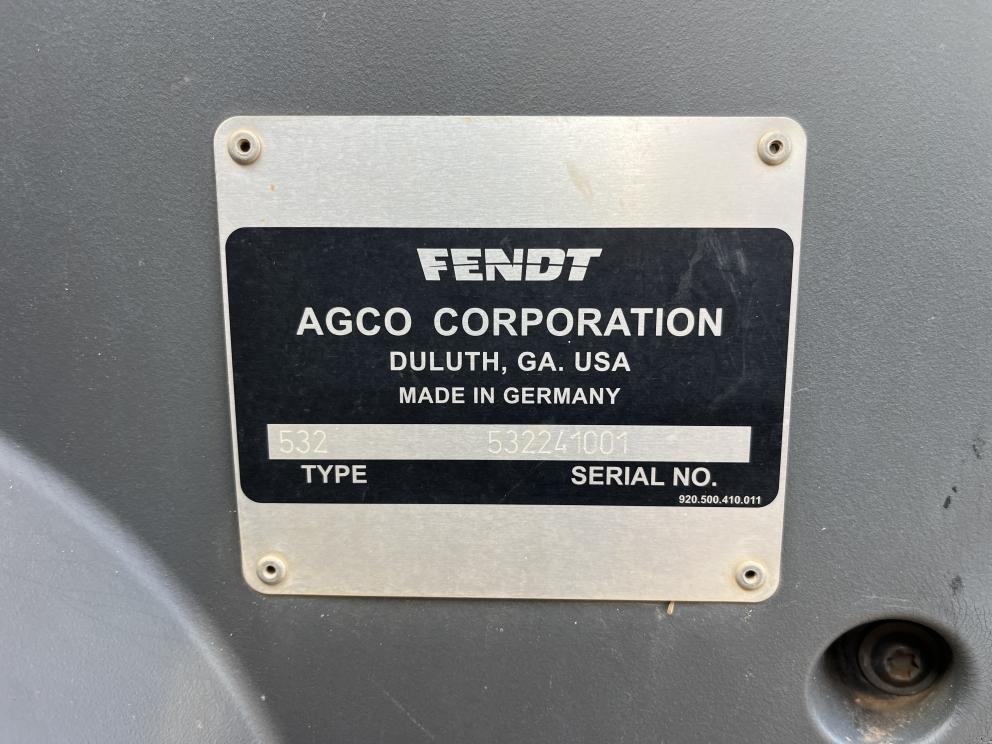 FENDT
AGCO CORPORATION
DULUTH, GA. USA
MADE IN GERMANY
532 532241001
TYPE SERIAL NO.
920.500.410.011